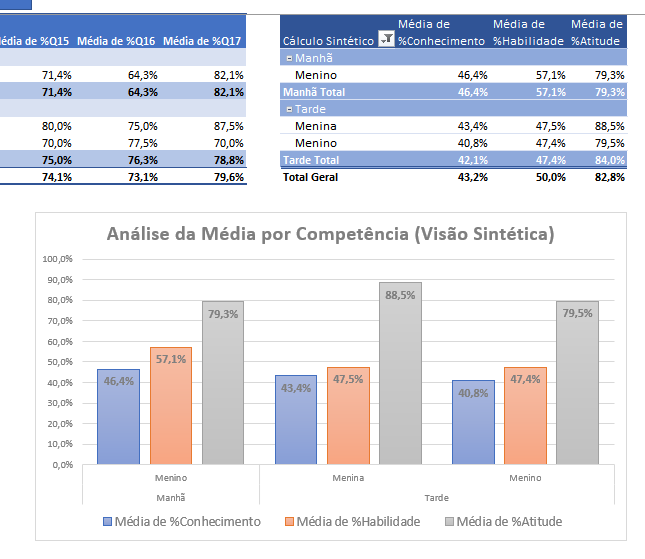 Média de %Q15 Média de %Q16 Média de %Q17
71,4% 64,3% 82,1%
71,4% 64,3% 82,1%
80,0% 75,0% 87,5%
70,0% 77,5% 70,0%
75,0% 76,3% 78,8%
74,1% 73,1% 79,6%
Média de Média de Média de
Cálculo Sintético %Conhecimento %Habilidade %Atitude
Manhã
Menino 46,4% 57,1% 79,3%
Manhã Total 46,4% 57,1% 79,3%
Tarde
Menina 43,4% 47,5% 88,5%
Menino 40,8% 47,4% 79,5%
Tarde Total 42,1% 47,4% 84,0%
Total Geral 43,2% 50,0% 82,8%
Análise da Média por Competência (Visão Sintética)
100,0%
90,0%
80,0%
70,0%
60,0%
50,0%
40,0%
30,0%
20,0%
10,0%
0,0%
46,4% 57,1% 79,3% 43,4% 47,5% 88,5% 40,8% 47,4% 79,5%
Menino Menina Menino
Manhã Tarde
Média de %Conhecimento Média de %Habilidade Média de %Atitude